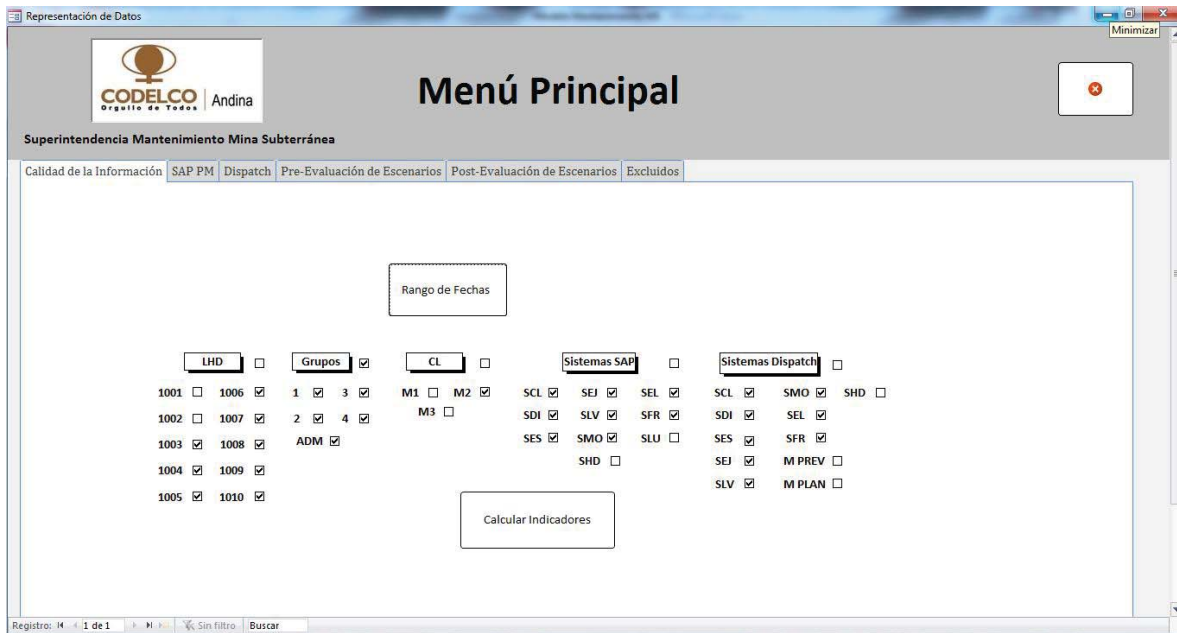 Representación de Datos
Minimizar
CODELCO
Orgullo de Todos
Andina
Menú Principal
Superintendencia Mantenimiento Mina Subterránea
Calidad de la Información SAP PM Dispatch Pre-Evaluación de Escenarios Post-Evaluación de Escenarios Excluidos
Rango de Fechas
LHD Grupos CL Sistemas SAP Sistemas Dispatch
1001 1006 1 3 M1 M2 SCL SEJ SEL SCL SMO SHD
M3
1002 1007 2 4 SDI SLV SFR SDI SEL
1003 1008 ADM SES SMO SLU SES SFR
SHD
1004 1009 SEJ M PREV
1005 1010 SLV M PLAN
Calcular Indicadores
Registro: 1 de 1 Sin filtro Buscar